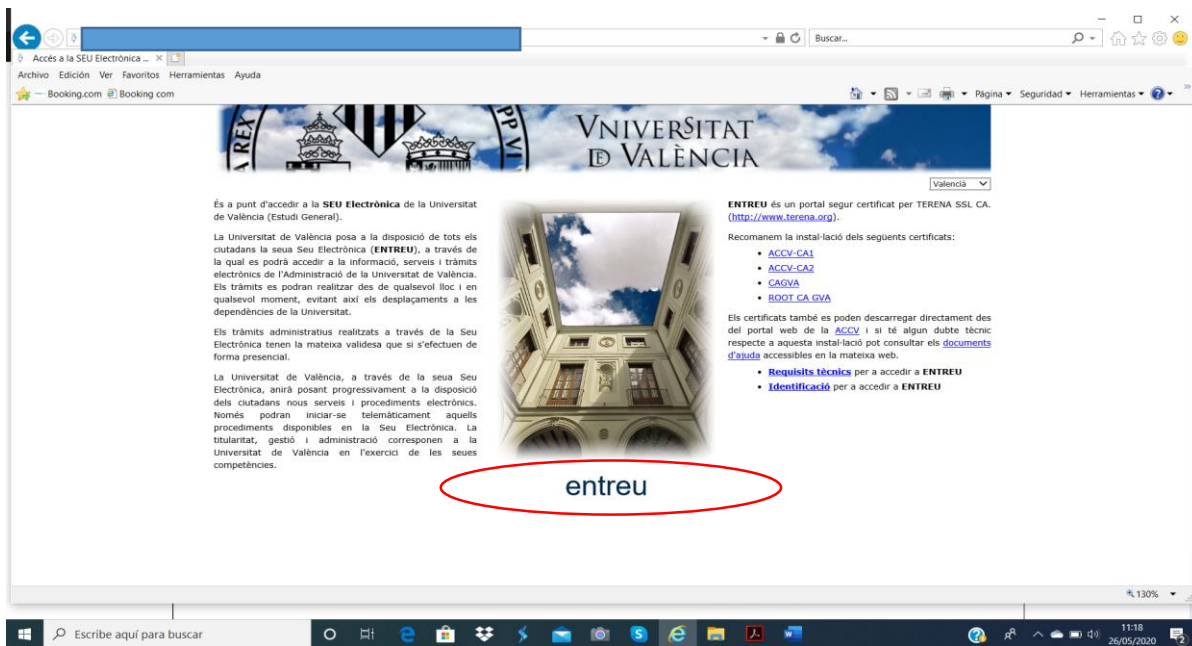 Buscar...
Accés a la SEU Electrònica ...
Archivo Edición Ver Favoritos Herramientas Ayuda
Booking.com Booking com
Página Seguridad Herramientas
A REX
PP VI
VNIVERSITAT
ID VALÈNCIA
Valencià
És a punt d'accedir a la SEU Electrònica de la Universitat
de València (Estudi General).
La Universitat de València posa a la disposició de tots els
ciutadans la seua Seu Electrònica (ENTREU), a través de
la qual es podrà accedir a la informació, serveis i tràmits
electrònics de l'Administració de la Universitat de València.
Els tràmits es podran realitzar des de qualsevol lloc i en
qualsevol moment, evitant així els desplaçaments a les
dependències de la Universitat.
Els tràmits administratius realitzats a través de la Seu
Electrònica tenen la mateixa validesa que si s'efectuen de
forma presencial.
La Universitat de València, a través de la seua Seu
Electrònica, anirà posant progressivament a la disposició
dels ciutadans nous serveis i procediments electrònics.
Només podran iniciar-se telemàticament aquells
procediments disponibles en la Seu Electrònica. La
titularitat, gestió i administració corresponen a la
Universitat de València en l'exercici de les seues
competències.
ENTREU és un portal segur certificat per TERENA SSL CA.
(http://www.terena.org).
Recomanem la instal·lació dels següents certificats:
• ACCV-CA1
• ACCV-CA2
• CAGVA
• ROOT CA GVA
Els certificats també es poden descarregar directament des
del portal web de la ACCV i si té algun dubte tècnic
respecte a aquesta instal·lació pot consultar els documents
d'ajuda accessibles en la mateixa web.
• Requisits tècnics per a accedir a ENTREU
• Identificació per a accedir a ENTREU
entreu
130%
Escribe aquí para buscar
11:18
26/05/2020